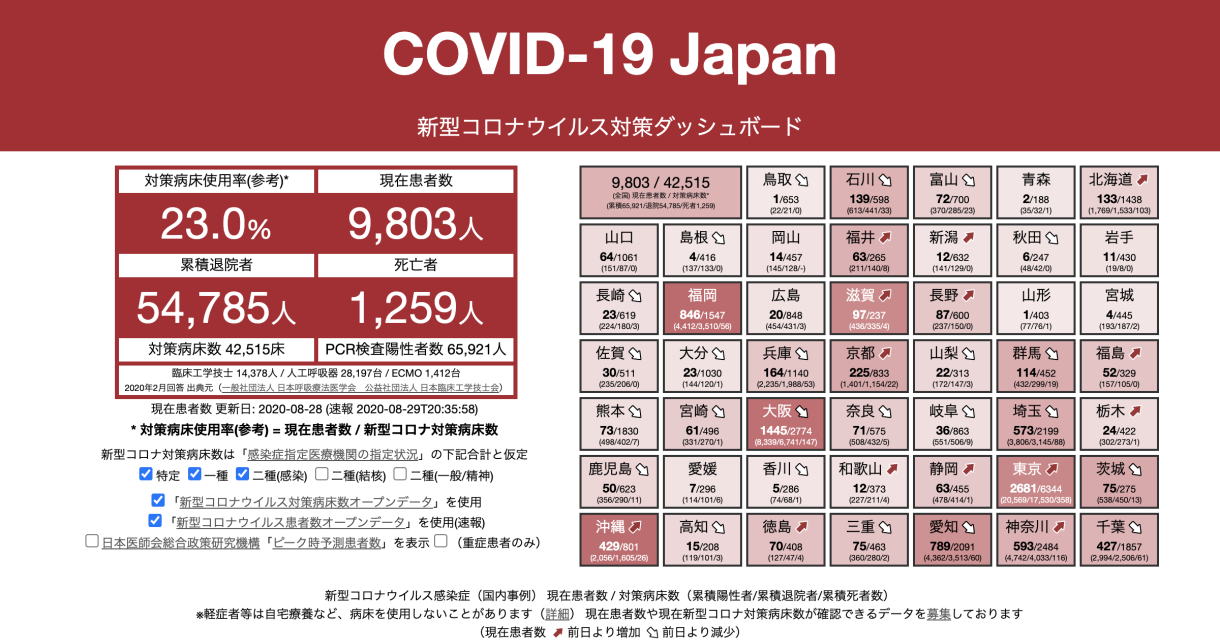 COVID-19 Japan
新型コロナウイルス対策ダッシュボード
対策病床使用率(参考)* 現在患者数
23.0% 9,803人
累積退院者 死亡者
54,785人 1,259人
対策病床数 42,515床 PCR検査陽性者数 65,921人
臨床工学技士 14,378人 / 人工呼吸器 28,197台 / ECMO 1,412台
2020年2月回答 出典元（一般社団法人 日本呼吸療法医学会　公益社団法人 日本臨床工学技士会）
現在患者数 更新日: 2020-08-28 (速報 2020-08-29T20:35:58)
* 対策病床使用率(参考) = 現在患者数 / 新型コロナ対策病床数
新型コロナ対策病床数は「感染症指定医療機関の指定状況」の下記合計と仮定
特定 一種 二種(感染) 二種(結核) 二種(一般/精神)
「新型コロナウイルス対策病床数オープンデータ」を使用
「新型コロナウイルス患者数オープンデータ」を使用(速報)
日本医師会総合政策研究機構「ピーク時予測患者数」を表示 （重症患者のみ）
9,803 / 42,515
(全国) 現在患者数 / 対策病床数*
(累積65,921/退院54,785/死者1,259)
鳥取 石川 富山 青森 北海道
1/653 139/598 72/700 2/188 133/1438
(22/21/0) (613/441/33) (370/285/23) (35/32/1) (1,769/1,533/103)
山口 島根 岡山 福井 新潟 秋田 岩手
64/1061 4/416 14/457 63/265 12/632 6/247 11/430
(151/87/0) (137/133/0) (145/128/-) (211/140/8) (141/129/0) (48/42/0) (19/8/0)
長崎 福岡 広島 滋賀 長野 山形 宮城
23/619 846/1547 20/848 97/237 87/600 1/403 4/445
(224/180/3) (4,412/3,510/56) (454/431/3) (436/335/4) (237/150/0) (77/76/1) (193/187/2)
佐賀 大分 兵庫 京都 山梨 群馬 福島
30/511 23/1030 164/1140 225/833 22/313 114/452 52/329
(235/206/0) (144/120/1) (2,235/1,988/53) (1,401/1,154/22) (172/147/3) (432/299/19) (157/105/0)
熊本 宮崎 大阪 奈良 岐阜 埼玉 栃木
73/1830 61/496 1445/2774 71/575 36/863 573/2199 24/422
(498/402/7) (331/270/1) (8,339/6,741/147) (508/432/5) (551/506/9) (3,806/3,145/88) (302/273/1)
鹿児島 愛媛 香川 和歌山 静岡 東京 茨城
50/623 7/296 5/286 12/373 63/455 2681/6344 75/275
(356/290/11) (114/101/6) (74/68/1) (227/211/4) (478/414/1) (20,569/17,530/358) (538/450/13)
沖縄 高知 徳島 三重 愛知 神奈川 千葉
429/801 15/208 70/408 75/463 789/2091 593/2484 427/1857
(2,056/1,605/26) (119/101/3) (127/47/4) (360/280/2) (4,362/3,513/60) (4,742/4,033/116) (2,994/2,506/61)
新型コロナウイルス感染症（国内事例） 現在患者数 / 対策病床数（累積陽性者/累積退院者/累積死者数）
※軽症者等は自宅療養など、病床を使用しないことがあります（詳細） 現在患者数や現在新型コロナ対策病床数が確認できるデータを募集しております
（現在患者数 前日より増加 前日より減少）